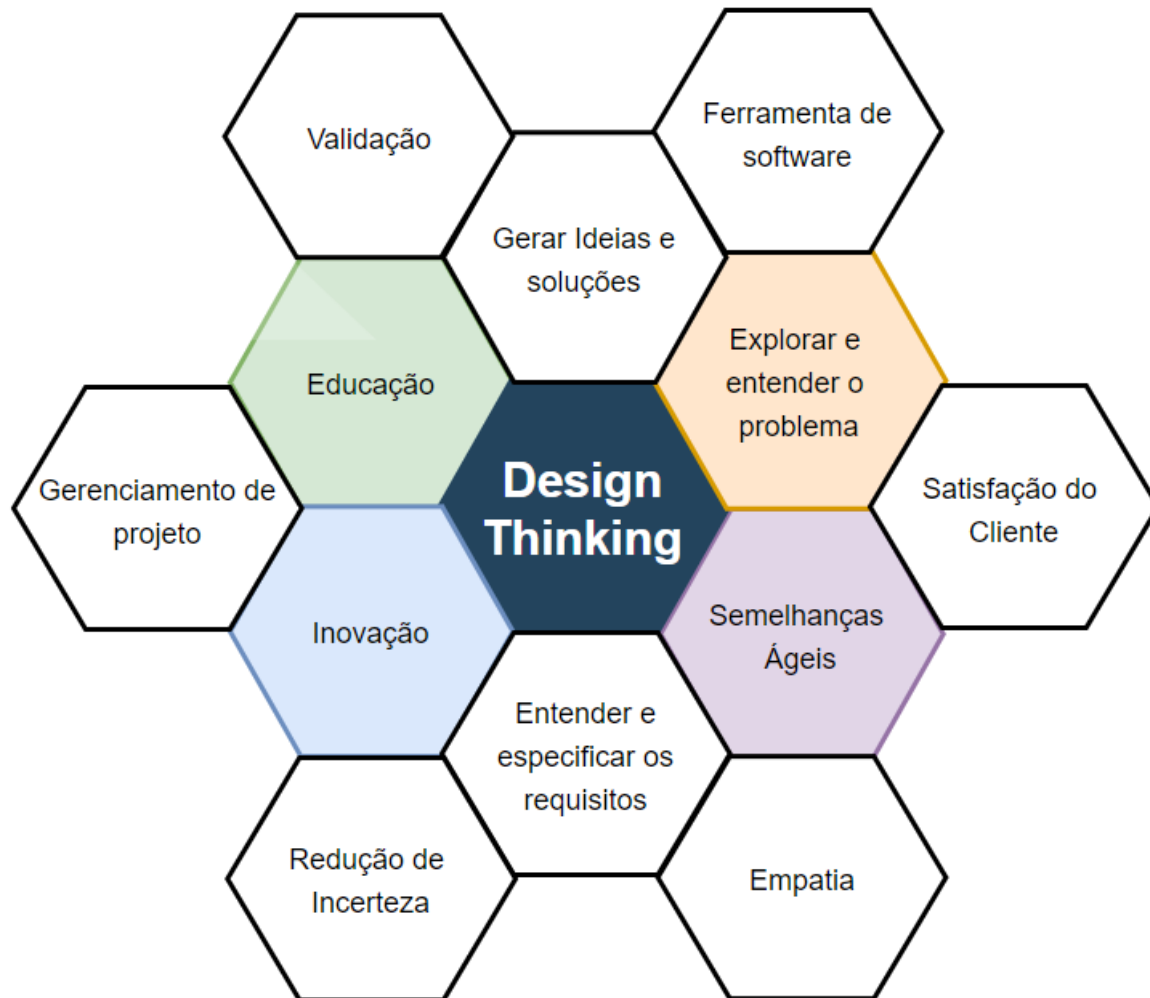 Validação
Ferramenta de
software
Gerar Ideias e
soluções
Explorar e
entender o
problema
Educação
Gerenciamento de
projeto
Design
Thinking
Satisfação do
Cliente
Inovação
Semelhanças
Ágeis
Entender e
especificar os
requisitos
Redução de
Incerteza
Empatia